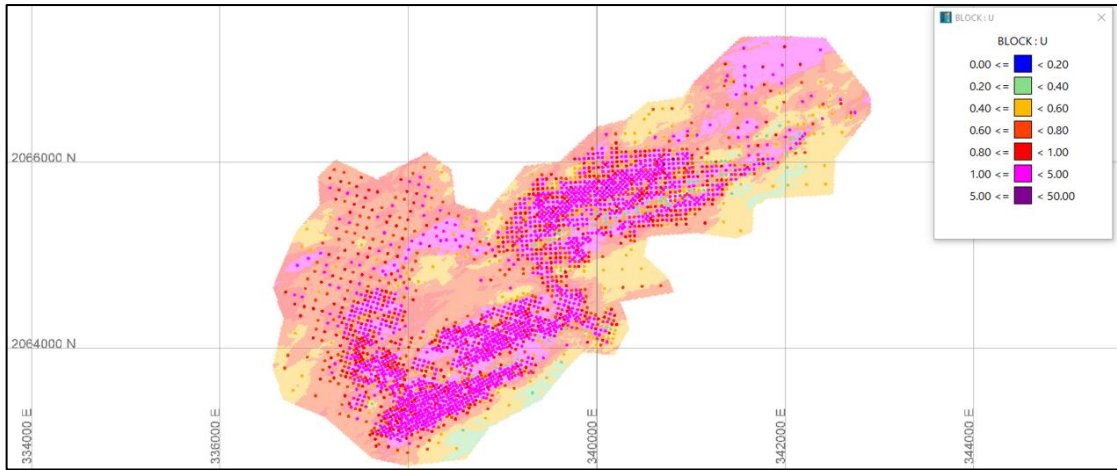 BLOCK : U
BLOCK : U
0.00 <= < 0.20
0.20 <= < 0.40
0.40 <= < 0.60
0.60 <= < 0.80
0.80 <= < 1.00
1.00 <= < 5.00
5.00 <= < 50.00
2066000 N
2064000 N
334000 E
336000 E
340000 E
342000 E
344000 E